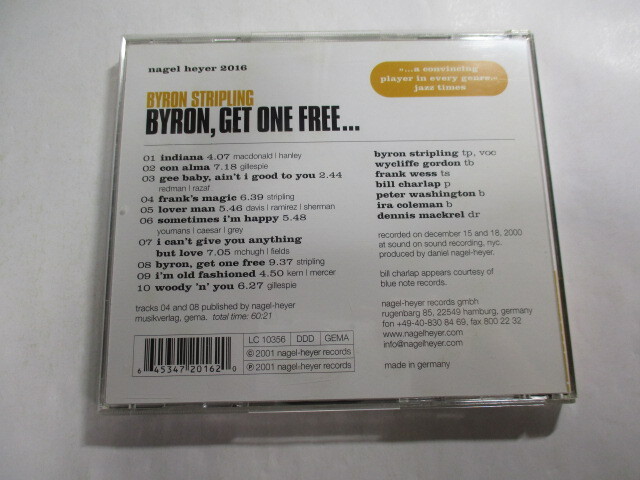 nagel heyer 2016
«...a convincing
player in every genre»
jazz times
BYRON STRIPLING
BYRON, GET ONE FREE...
01 indiana 4.07 macdonald | hanley
02 con alma 7.18 gillespie
03 gee baby, ain't i good to you 2.44
redman | razaf
04 frank's magic 6.39 stripling
05 lover man 5.46 davis | ramirez | sherman
06 sometimes i'm happy 5.48
youmans | caesar | grey
07 i can't give you anything
but love 7.05 mchugh | fields
08 byron, get one free 9.37 stripling
09 i'm old fashioned 4.50 kern | mercer
10 woody 'n' you 6.27 gillespie
tracks 04 and 08 published by nagel-heyer
musikverlag, gema. total time: 60:21
byron stripling tp, voc
wycliffe gordon tb
frank wess ts
bill charlap p
peter washington b
ira coleman b
dennis mackrel dr
recorded on december 15 and 18, 2000
at sound on sound recording, nyc.
produced by daniel nagel-heyer.
bill charlap appears courtesy of
blue note records.
nagel-heyer records gmbh
rugenbarg 85, 22549 hamburg, germany
fon +49-40-830 84 69, fax 800 22 32
www.nagelheyer.com
info@nagelheyer.com
made in germany
LC 10356 DDD GEMA
© 2001 nagel-heyer records
℗ 2001 nagel-heyer records
6 45347 20162 0